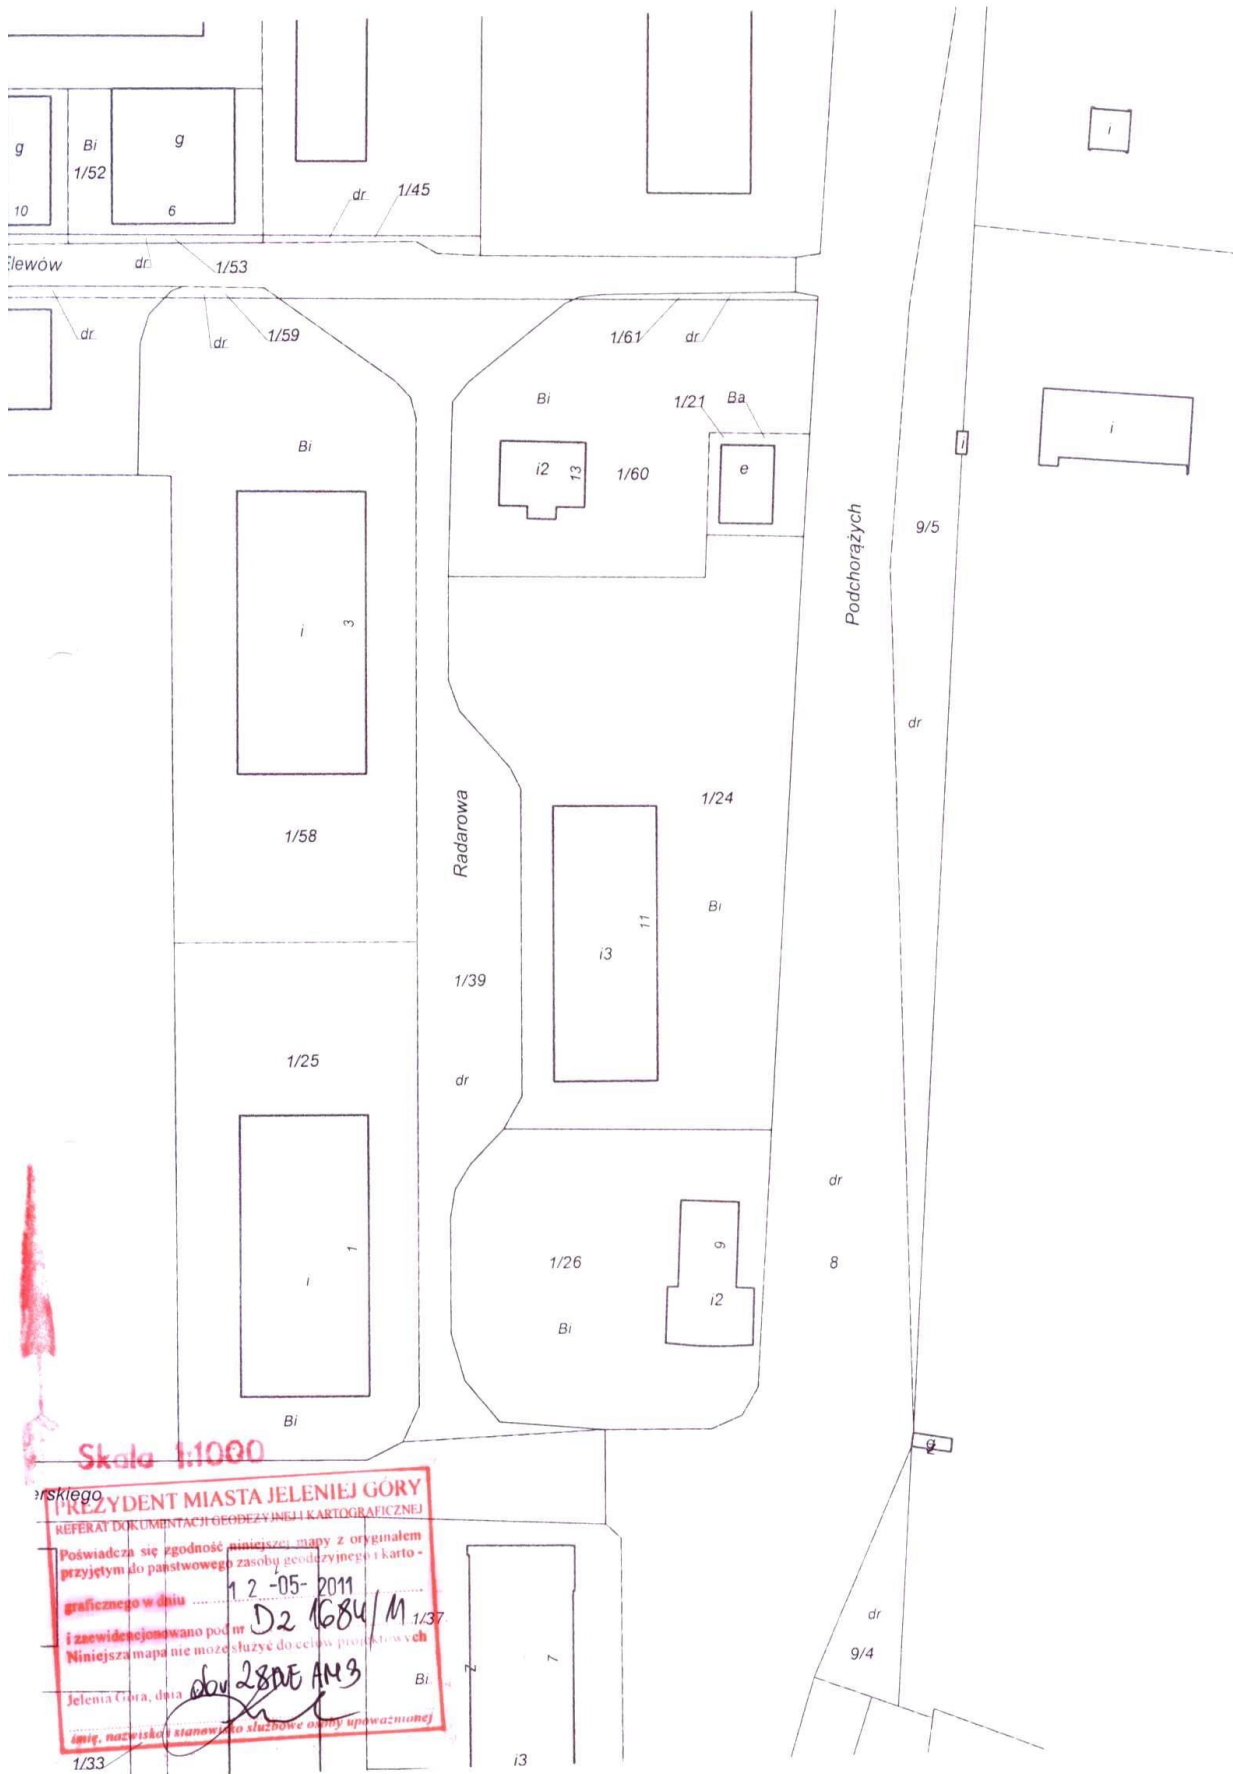 i
g
Bi
g
1/52
10
6
dr
1/45
dr
1/53
dr
dr
1/59
1/61
dr
Bi
1/21
Ba
Bi
i2
13
1/60
e
i
i
9/5
Podchorążych
i
3
dr
1/24
Radarowa
1/58
Bi
11
i3
1/39
1/25
dr
dr
1/26
9
8
1
i2
Bi
Bi
Skala 1:1000
PREZYDENT MIASTA JELENIEJ GÓRY
REFERAT DOKUMENTACJI GEODEZYJNEJ I KARTOGRAFICZNEJ
Poświadcza się zgodność niniejszej mapy z oryginałem
przyjętym do państwowego zasobu geodezyjnego i karto -
graficznego w dniu 12 -05- 2011
i zaewidencjonowano pod nr
1/37
Niniejsza mapa nie może służyć do celów projektowych
Jelenia Góra, dnia
Bi
imię, nazwisko i stanowisko służbowe osoby upoważnionej
1/33
7
i3
dr
9/4